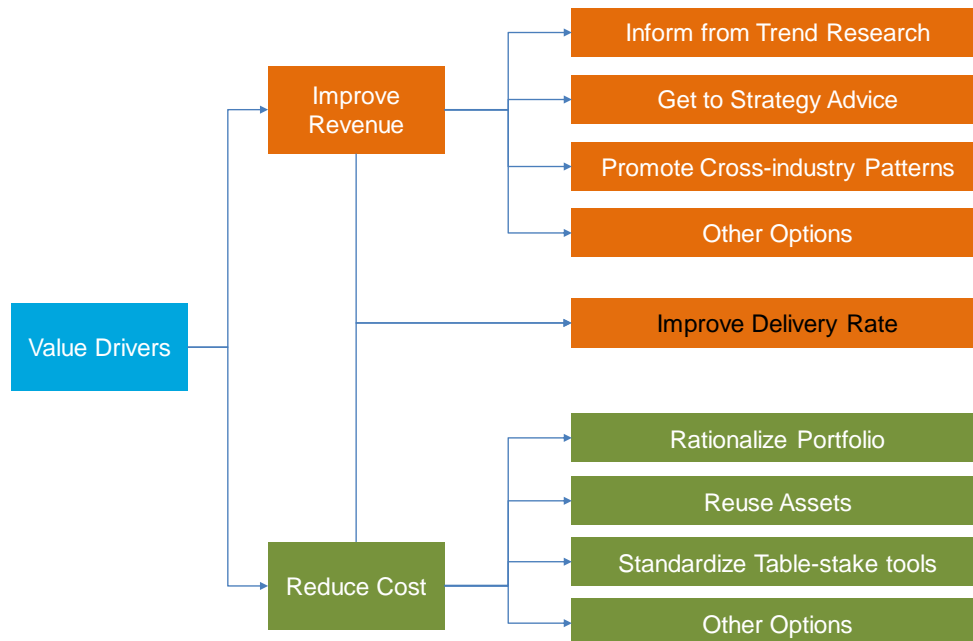 Value Drivers
Improve
Revenue
Inform from Trend Research
Get to Strategy Advice
Promote Cross-industry Patterns
Other Options
Improve Delivery Rate
Reduce Cost
Rationalize Portfolio
Reuse Assets
Standardize Table-stake tools
Other Options